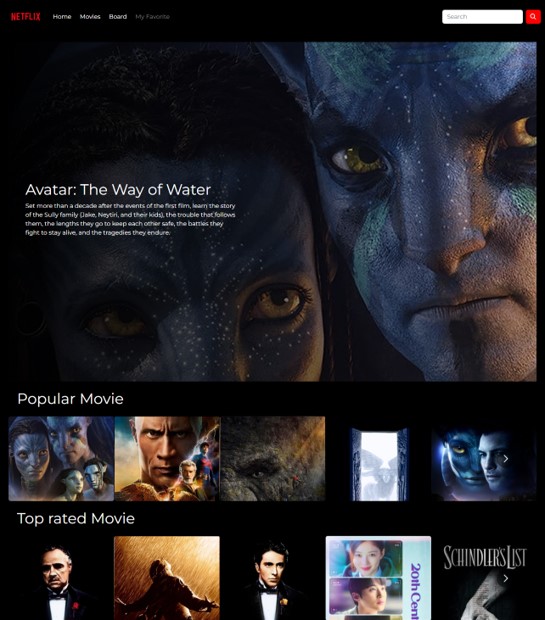 NETFLIX
Home
Movies
Board
My Favorite
Search
Avatar: The Way of Water
Set more than a decade after the events of the first film, learn the story
of the Sully family (Jake, Neytiri, and their kids), the trouble that follows
them, the lengths they go to keep each other safe, the battles they
fight to stay alive, and the tragedies they endure.
Popular Movie
Top rated Movie
20th Cent
SCHINDLER'S LIST